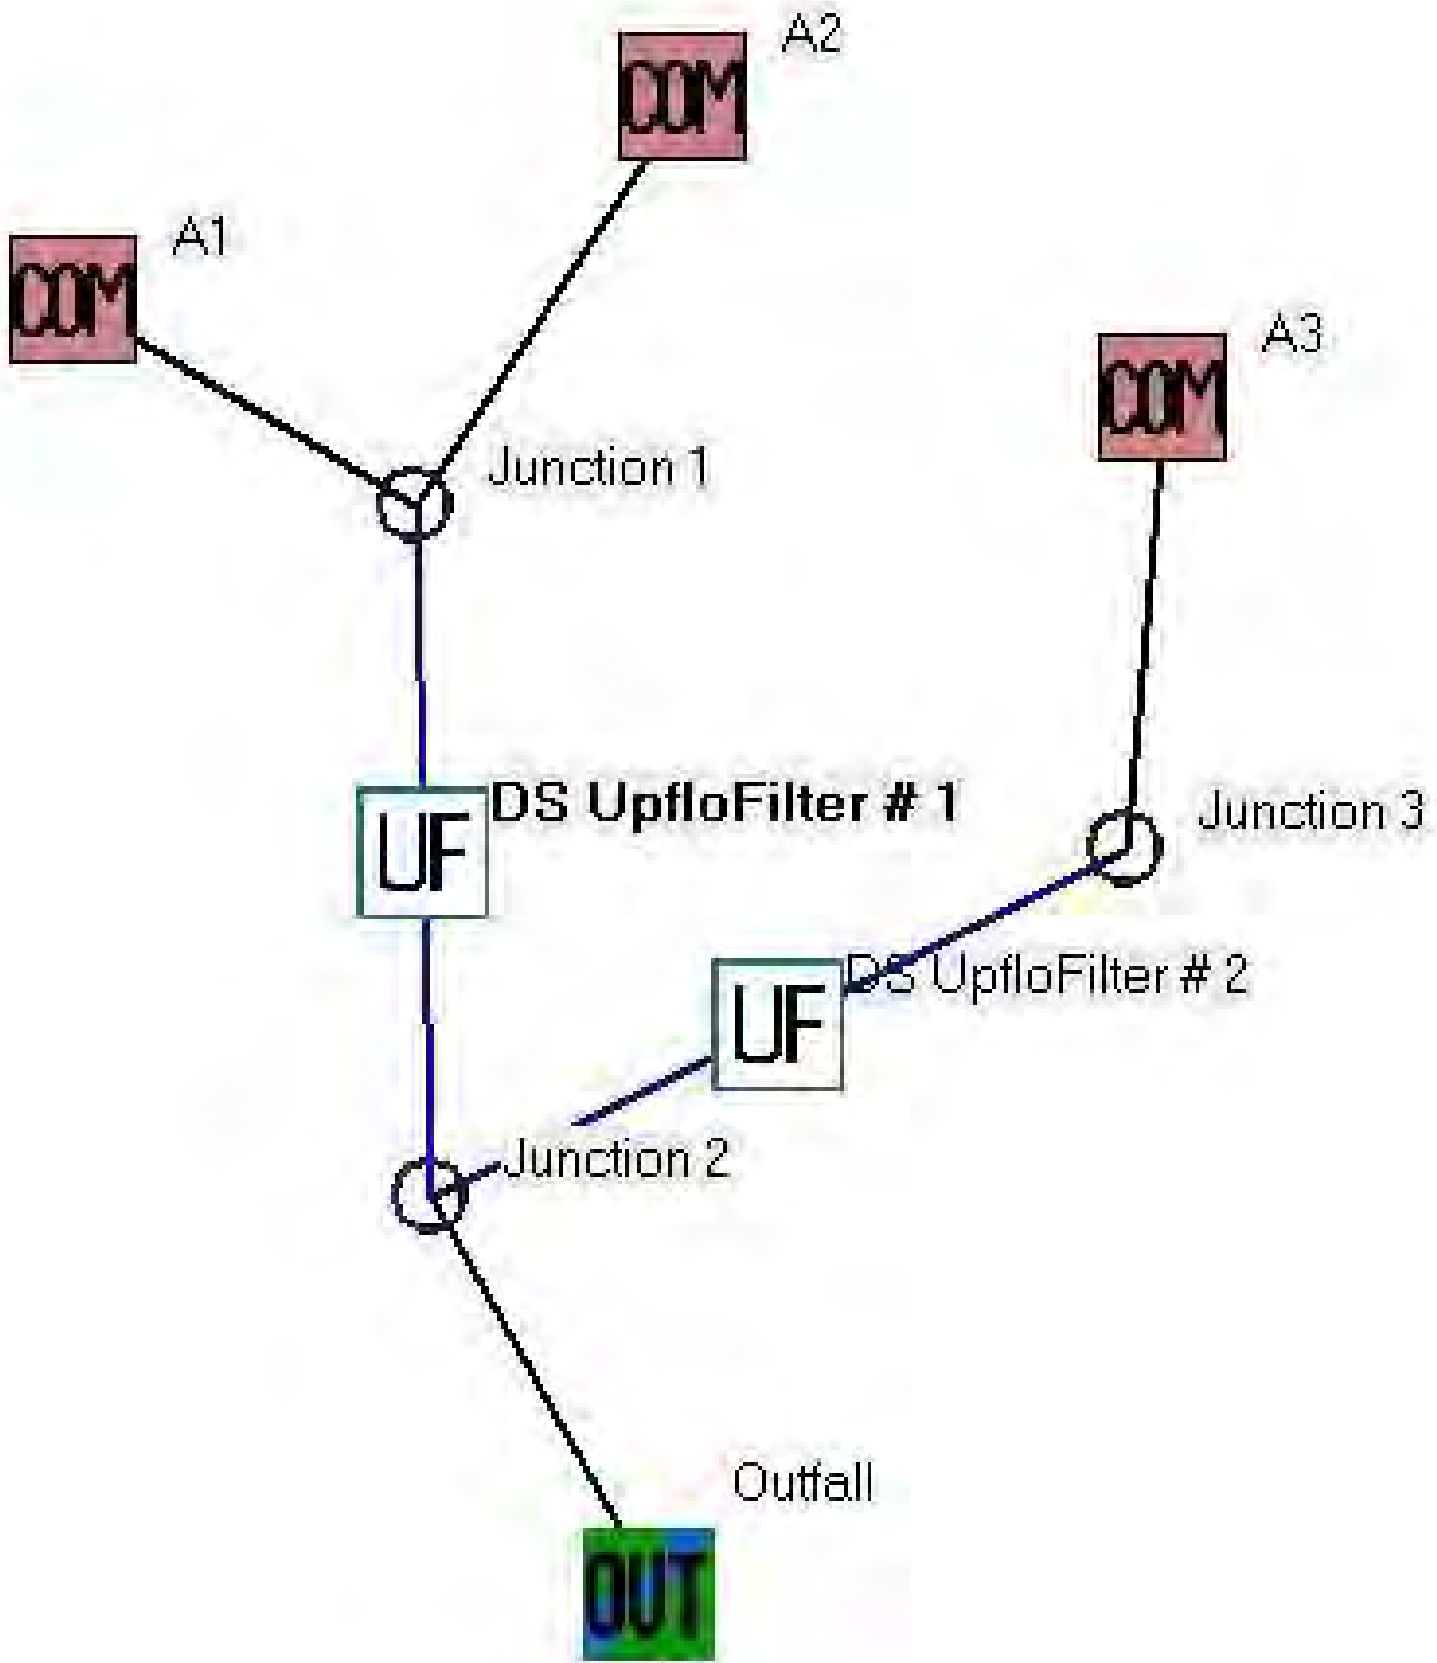 A2
COM
A1
COM
A3
COM
Junction 1
DS UpfloFilter # 1
UF
Junction 3
DS UpfloFilter # 2
UF
Junction 2
Outfall
OUT